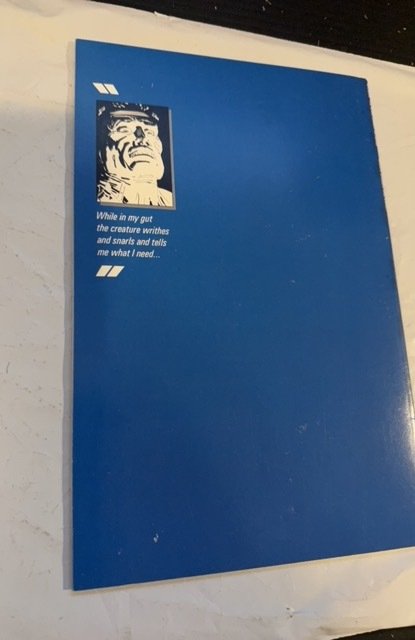 "
While in my gut
the creature writhes
and snarls and tells
me what I need...
"